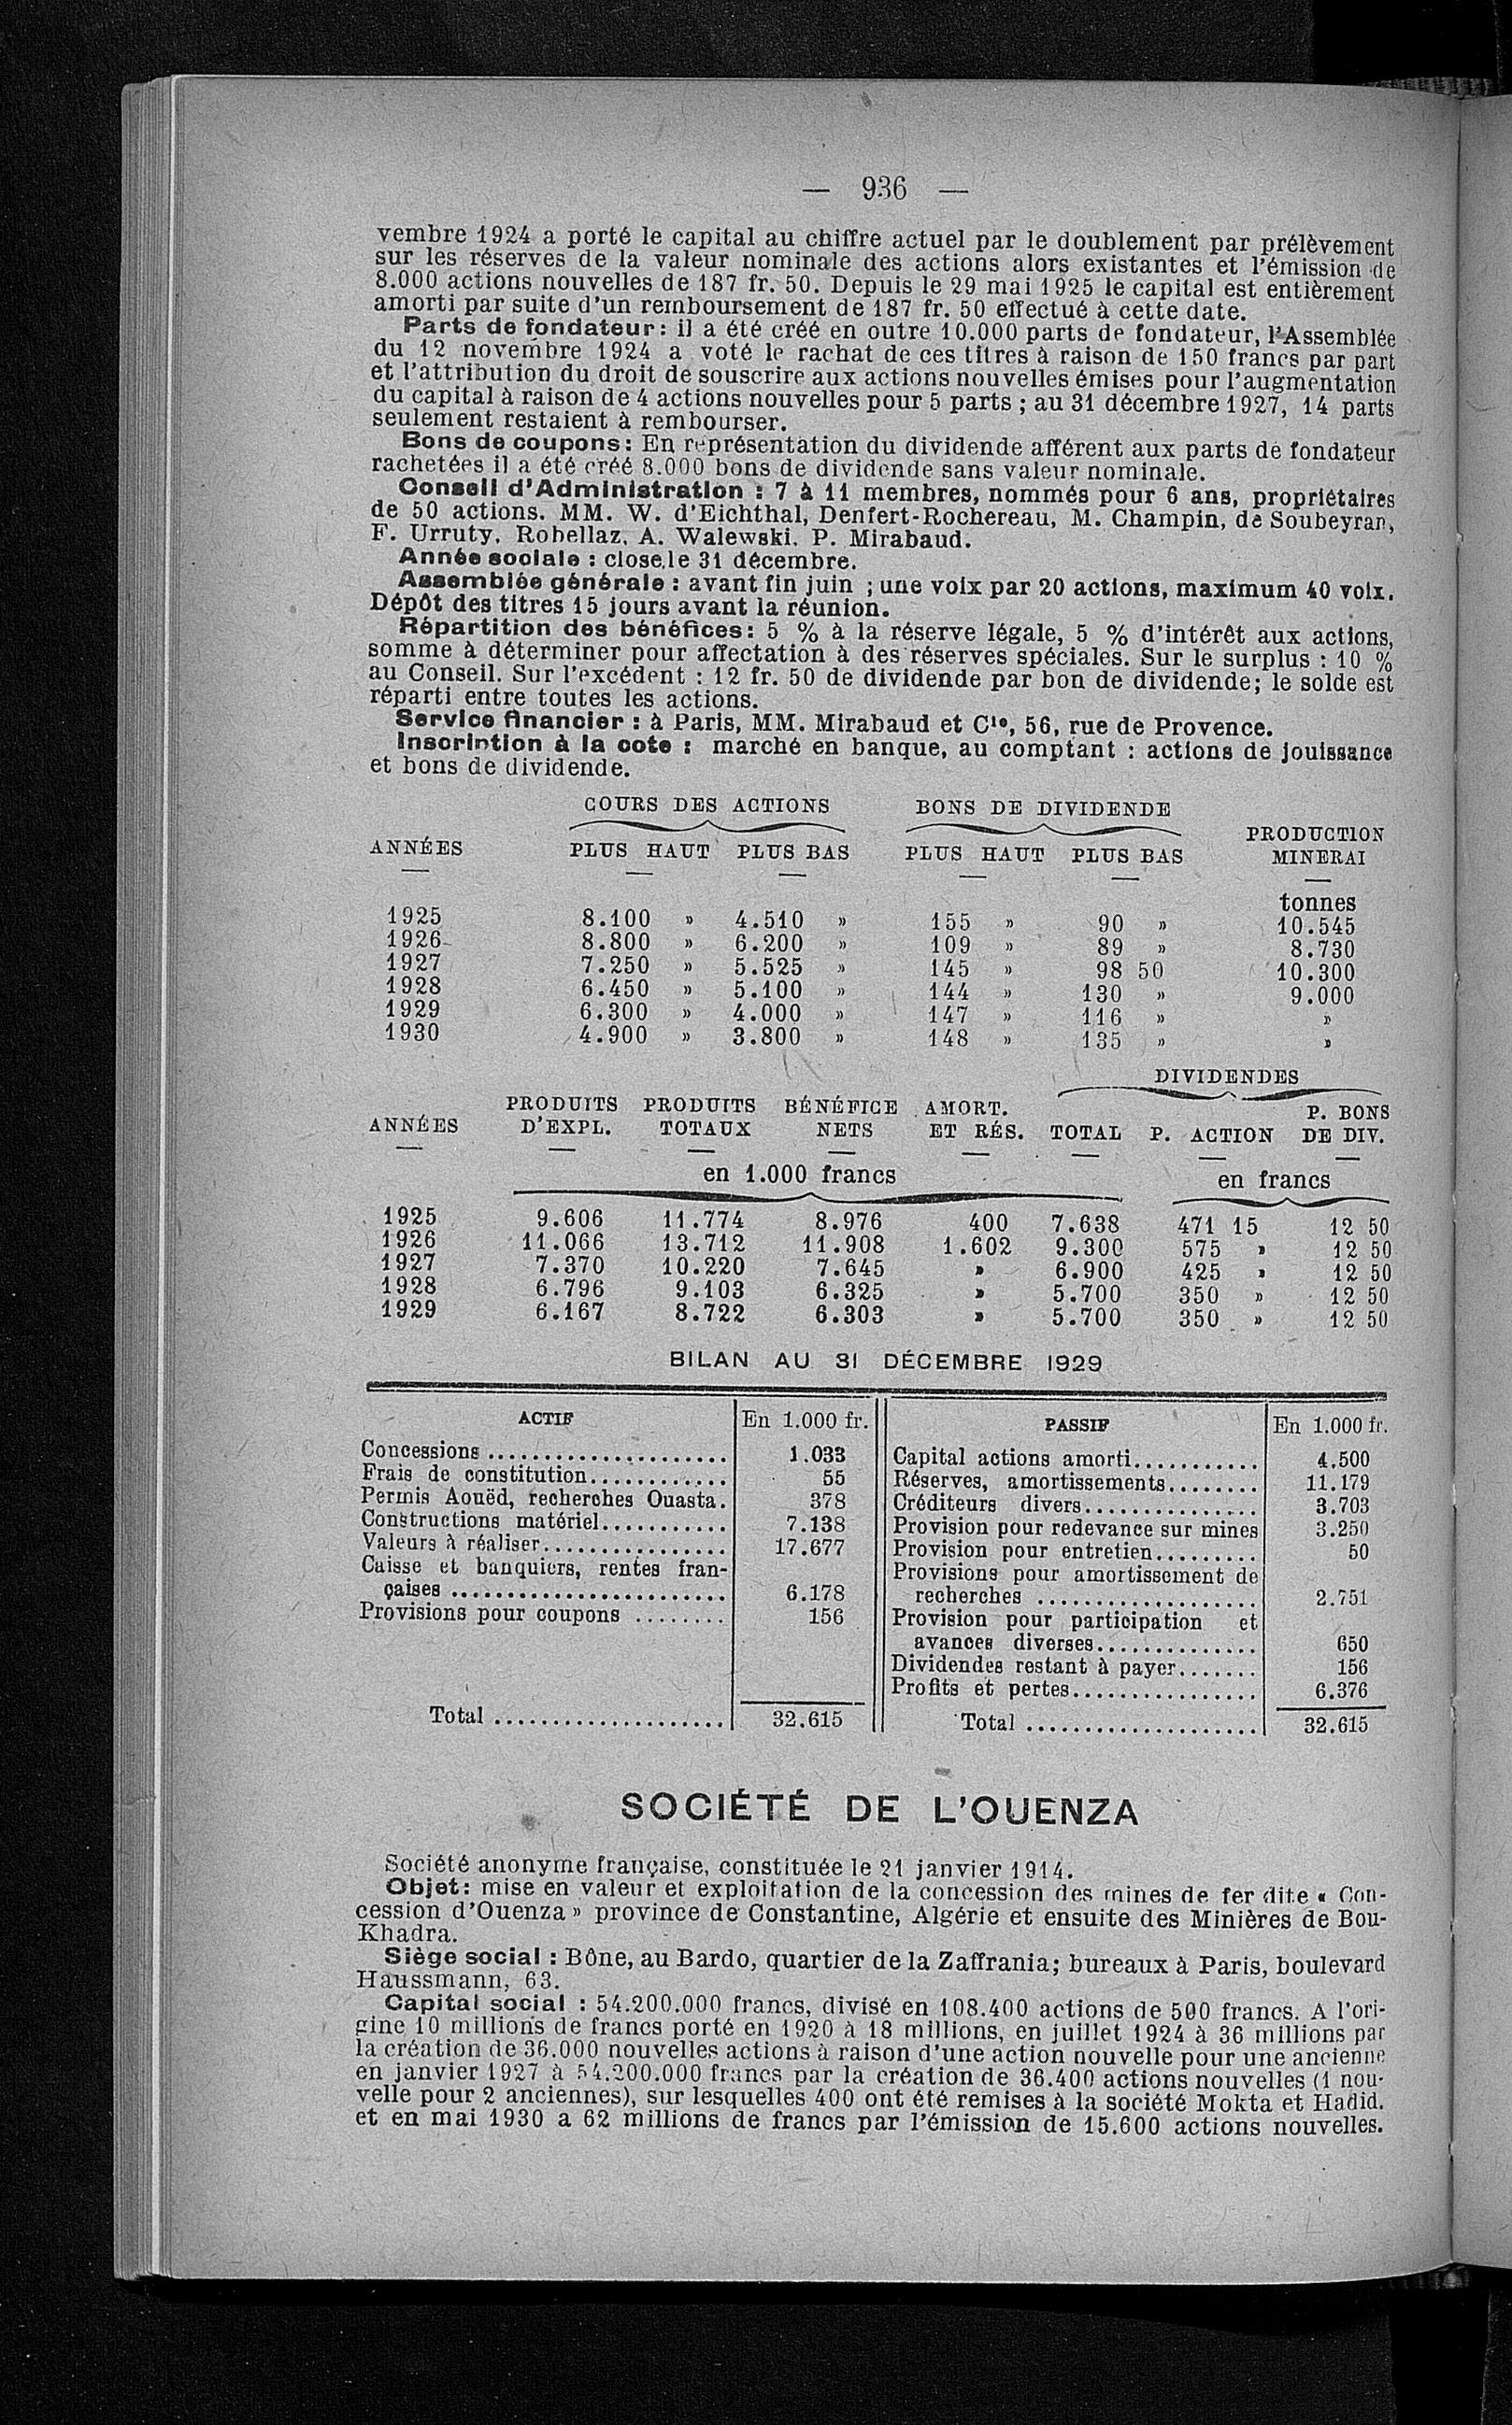 — 936 —
vembre 1924 a porté le capital au chiffre actuel par le doublement par prélèvement
sur les réserves de la valeur nominale des actions alors existantes et l'émission de
8.000 actions nouvelles de 187 fr. 50. Depuis le 29 mai 1925 le capital est entièrement
amorti par suite d'un remboursement de 187 fr. 50 effectué à cette date.
Parts de fondateur: il a été créé en outre 10.000 parts de fondateur, l'Assemblée
du 12 novembre 1924 a voté le rachat de ces titres à raison de 150 francs par part
et l'attribution du droit de souscrire aux actions nouvelles émises pour l'augmentation
du capital à raison de 4 actions nouvelles pour 5 parts ; au 31 décembre 1927, 14 parts
seulement restaient à rembourser.
Bons de coupons: En représentation du dividende afférent aux parts de fondateur
rachetées il a été créé 8.000 bons de dividende sans valeur nominale.
Conseil d'Administration : 7 à 11 membres, nommés pour 6 ans, propriétaires
de 50 actions. MM. W. d'Eichthal, Denfert-Rochereau, M. Champin, de Soubeyran,
F. Urruty. Robellaz, A. Walewski. P. Mirabaud.
Année sociale : close le 31 décembre.
Assemblée générale : avant fin juin ; une voix par 20 actions, maximum 40 voix.
Dépôt des titres 15 jours avant la réunion.
Répartition des bénéfices: 5 % à la réserve légale, 5 % d'intérêt aux actions,
somme à déterminer pour affectation à des réserves spéciales. Sur le surplus : 10 %
au Conseil. Sur l'excédent : 12 fr. 50 de dividende par bon de dividende; le solde est
réparti entre toutes les actions.
Service financier : à Paris, MM. Mirabaud et Cie, 56, rue de Provence.
Inscription à la cote : marché en banque, au comptant : actions de jouissance
et bons de dividende.
COURS DES ACTIONS BONS DE DIVIDENDE
ANNÉES PLUS HAUT PLUS BAS PLUS HAUT PLUS BAS PRODUCTION MINERAI
tonnes
1925 8.100 » 4.510 » 155 » 90 » 10.545
1926 8.800 » 6.200 » 109 » 89 » 8.730
1927 7.250 » 5.525 » 145 » 98 50 10.300
1928 6.450 » 5.100 » 144 » 130 » 9.000
1929 6.300 » 4.000 » 147 » 116 » »
1930 4.900 » 3.800 » 148 » 135 » »
DIVIDENDES
ANNÉES PRODUITS D'EXPL. PRODUITS TOTAUX BÉNÉFICE NETS AMORT. ET RÉS. TOTAL P. ACTION P. BONS DE DIV.
en 1.000 francs en francs
1925 9.606 11.774 8.976 400 7.638 471 15 12 50
1926 11.066 13.712 11.908 1.602 9.300 575 » 12 50
1927 7.370 10.220 7.645 » 6.900 425 » 12 50
1928 6.796 9.103 6.325 » 5.700 350 » 12 50
1929 6.167 8.722 6.303 » 5.700 350 » 12 50
BILAN AU 31 DÉCEMBRE 1929
ACTIF En 1.000 fr.
Concessions ..................... 1.033
Frais de constitution............ 55
Permis Aouëd, recherches Ouasta. 378
Constructions matériel........... 7.138
Valeurs à réaliser................ 17.677
Caisse et banquiers, rentes fran-
çaises ......................... 6.178
Provisions pour coupons ........ 156
Total .................... 32.615
PASSIF En 1.000 fr.
Capital actions amorti........... 4.500
Réserves, amortissements........ 11.179
Créditeurs divers............... 3.703
Provision pour redevance sur mines 3.250
Provision pour entretien......... 50
Provisions pour amortissement de
recherches ................... 2.751
Provision pour participation et
avances diverses.............. 650
Dividendes restant à payer....... 156
Profits et pertes................ 6.376
Total .................... 32.615
SOCIÉTÉ DE L'OUENZA
Société anonyme française, constituée le 21 janvier 1914.
Objet: mise en valeur et exploitation de la concession des mines de fer dite « Con-
cession d'Ouenza » province de Constantine, Algérie et ensuite des Minières de Bou-
Khadra.
Siège social : Bône, au Bardo, quartier de la Zaffrania; bureaux à Paris, boulevard
Haussmann, 63.
Capital social : 54.200.000 francs, divisé en 108.400 actions de 500 francs. A l'ori-
gine 10 millions de francs porté en 1920 à 18 millions, en juillet 1924 à 36 millions par
la création de 36.000 nouvelles actions à raison d'une action nouvelle pour une ancienne
en janvier 1927 à 54.200.000 francs par la création de 36.400 actions nouvelles (1 nou-
velle pour 2 anciennes), sur lesquelles 400 ont été remises à la société Mokta et Hadid.
et en mai 1930 a 62 millions de francs par l'émission de 15.600 actions nouvelles.